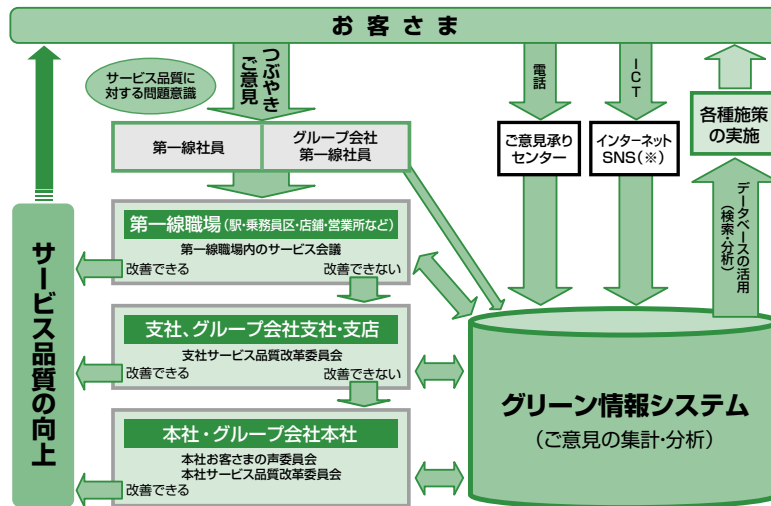 お客さま
サービス品質に
対する問題意識
つぶやき
ご意見
電話
ICT
第一線社員
グループ会社
第一線社員
ご意見承り
センター
インターネット
SNS(※)
各種施策
の実施
データベースの活用
(検索・分析)
第一線職場(駅・乗務員区・店舗・営業所など)
第一線職場内のサービス会議
改善できる
改善できない
支社、グループ会社支社・支店
支社サービス品質改革委員会
改善できる
改善できない
本社・グループ会社本社
本社お客さまの声委員会
本社サービス品質改革委員会
改善できる
サービス品質の向上
グリーン情報システム
(ご意見の集計・分析)